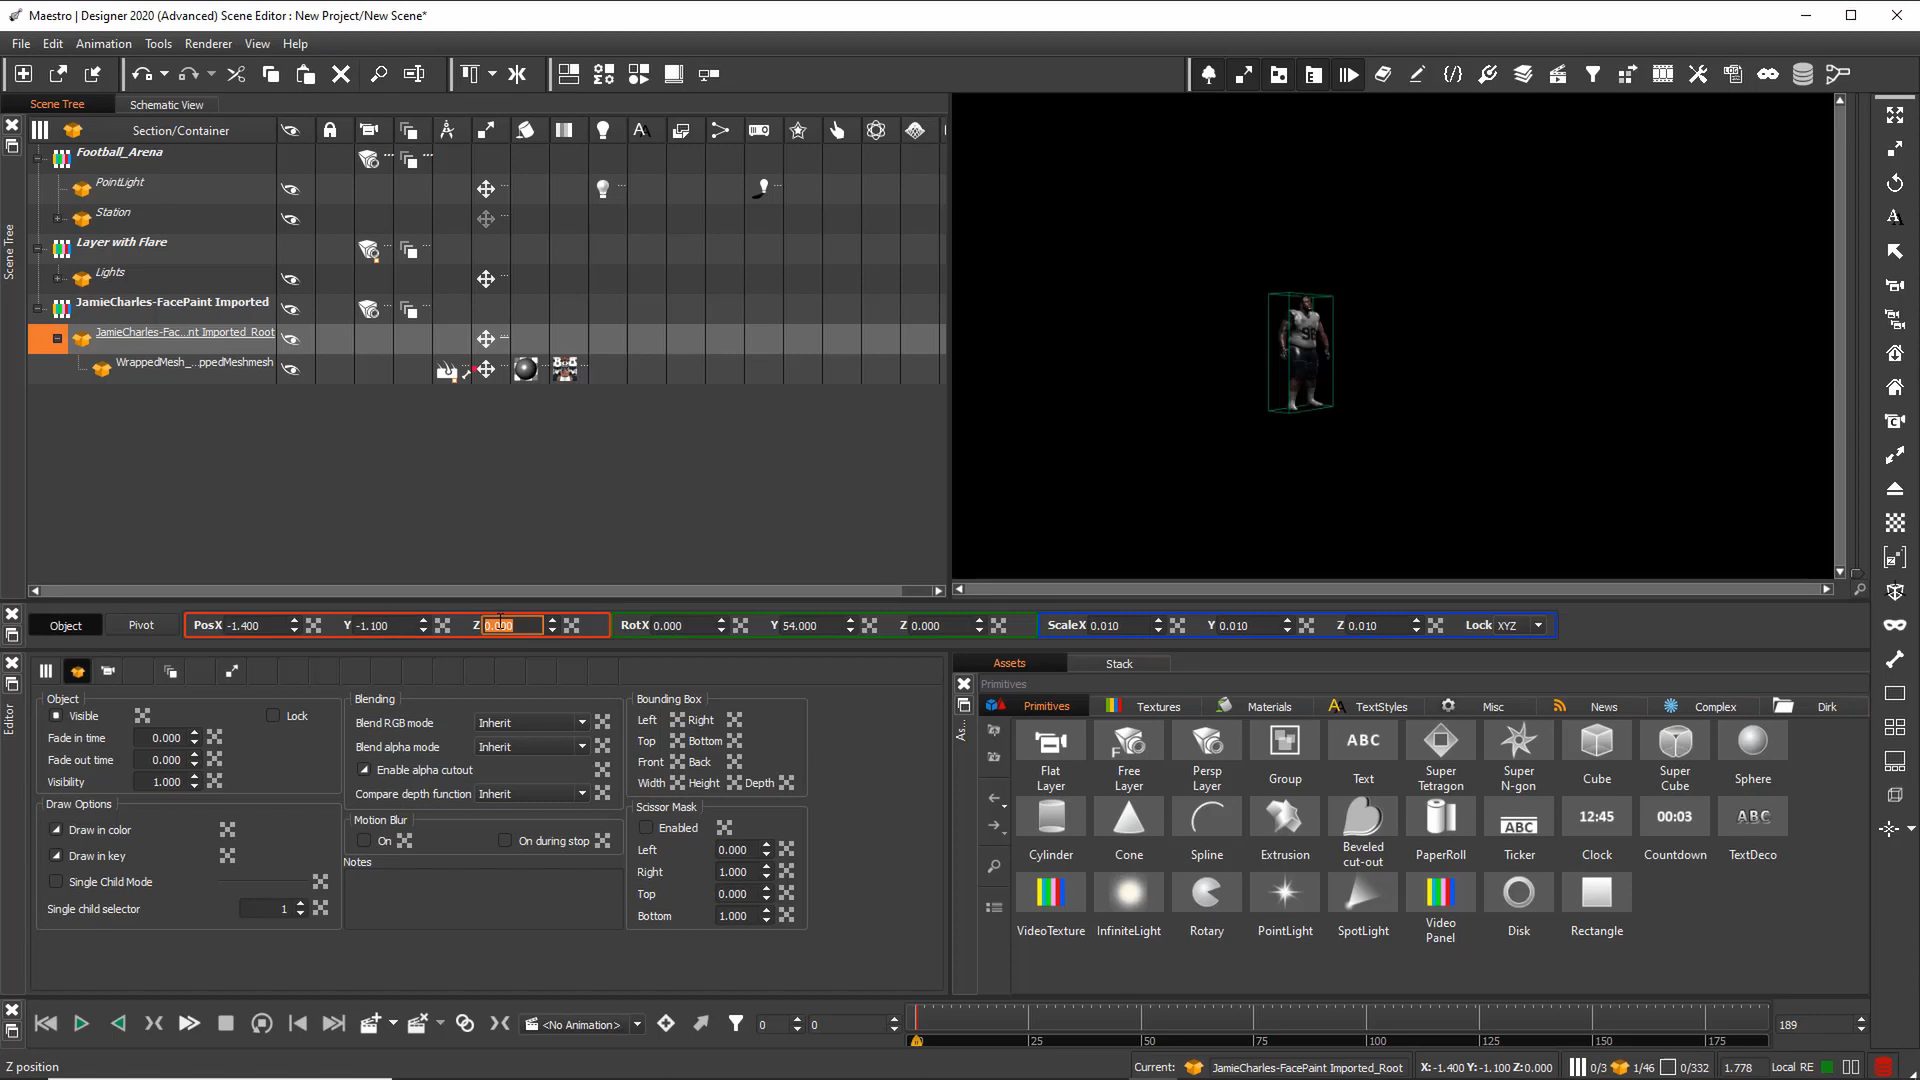 Maestro | Designer 2020 (Advanced) Scene Editor : New Project/New Scene*
File Edit Animation Tools Renderer View Help
Scene Tree Schematic View
Section/Container
Football_Arena
PointLight
Station
Layer with Flare
Lights
JamieCharles-FacePaint Imported
JamieCharles-Fac...nt Imported_Root
WrappedMesh_...ppedMeshmesh
Scene Tree
Object Pivot PosX -1.400 Y -1.100 Z 0.000 RotX 0.000 Y 54.000 Z 0.000 ScaleX 0.010 Y 0.010 Z 0.010 Lock XYZ
Editor
Object
Visible Lock
Fade in time 0.000
Fade out time 0.000
Visibility 1.000
Draw Options
Draw in color
Draw in key
Single Child Mode
Single child selector 1
Blending
Blend RGB mode Inherit
Blend alpha mode Inherit
Enable alpha cutout
Compare depth function Inherit
Motion Blur
On On during stop
Notes
Bounding Box
Left Right
Top Bottom
Front Back
Width Height Depth
Scissor Mask
Enabled
Left 0.000
Right 1.000
Top 0.000
Bottom 1.000
Assets Stack
As...
Primitives
Primitives Textures Materials TextStyles Misc News Complex Dirk
Flat Layer
Free Layer
Persp Layer
Group
ABC Text
Super Tetragon
Super N-gon
Cube
Super Cube
Sphere
Cylinder
Cone
Spline
Extrusion
Beveled cut-out
PaperRoll
ABC Ticker
12:45 Clock
00:03 Countdown
ABC TextDeco
VideoTexture
InfiniteLight
Rotary
PointLight
SpotLight
Video Panel
Disk
Rectangle
<No Animation> 0 0 189
25 50 75 100 125 150 175
Z position
Current: JamieCharles-FacePaint Imported_Root X:-1.400 Y:-1.100 Z:0.000 0/3 1/46 0/332 1.778 Local RE